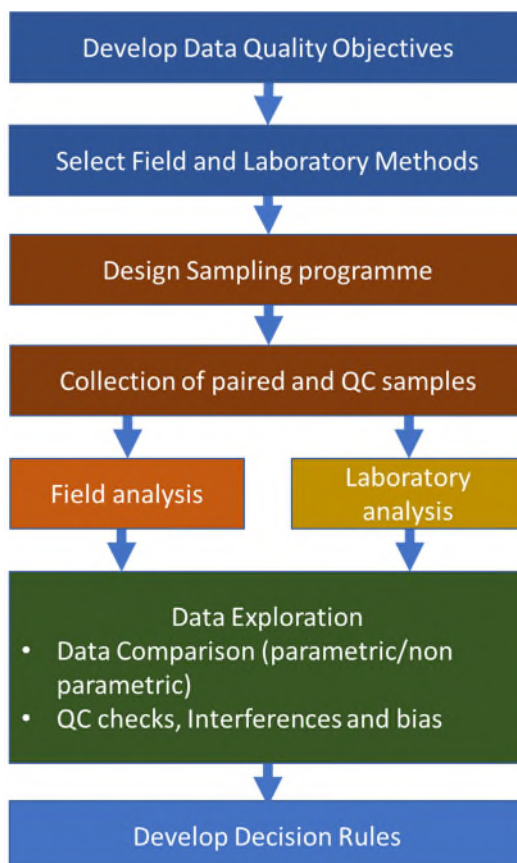 Develop Data Quality Objectives
Select Field and Laboratory Methods
Design Sampling programme
Collection of paired and QC samples
Field analysis
Laboratory
analysis
Data Exploration
• Data Comparison (parametric/non
parametric)
• QC checks, Interferences and bias
Develop Decision Rules